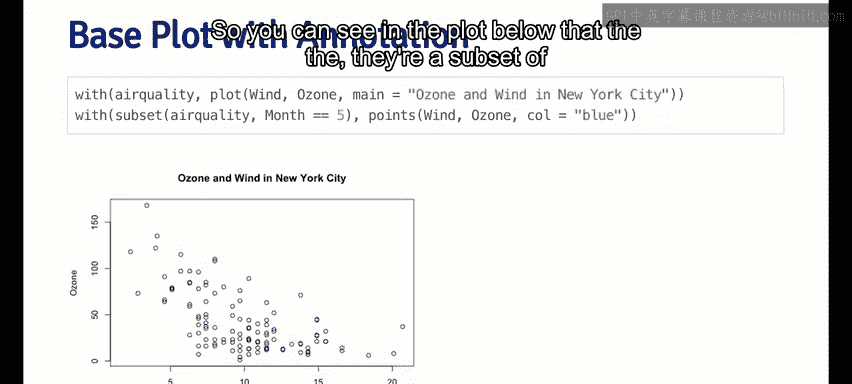 Base Plot with Annotation
So you can see in the plot below that the
the, they're a subset of
with(airquality, plot(Wind, Ozone, main = "Ozone and Wind in New York City"))
with(subset(airquality, Month == 5), points(Wind, Ozone, col = "blue"))
Ozone and Wind in New York City
Ozone
150
100
50
0
5
10
15
20